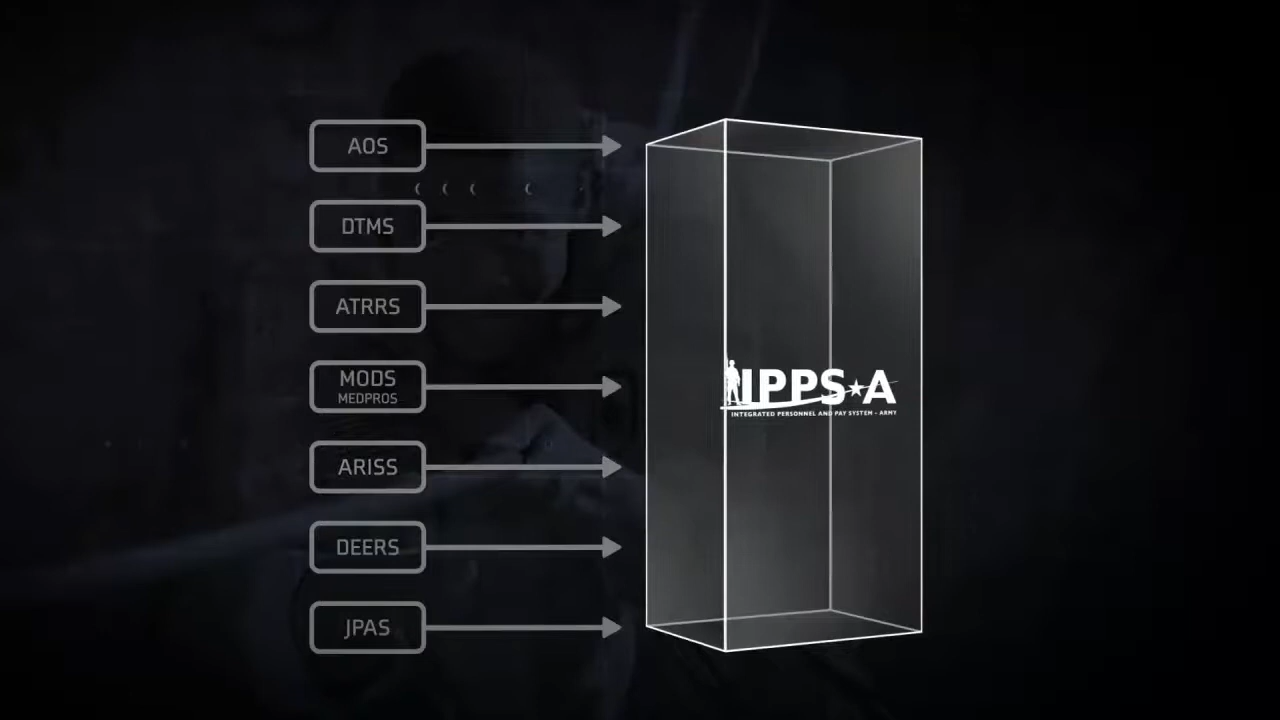 AOS
DTMS
ATRRS
MODS
MEDPROS
ARISS
DEERS
JPAS
IPPS★A
INTEGRATED PERSONNEL AND PAY SYSTEM - ARMY